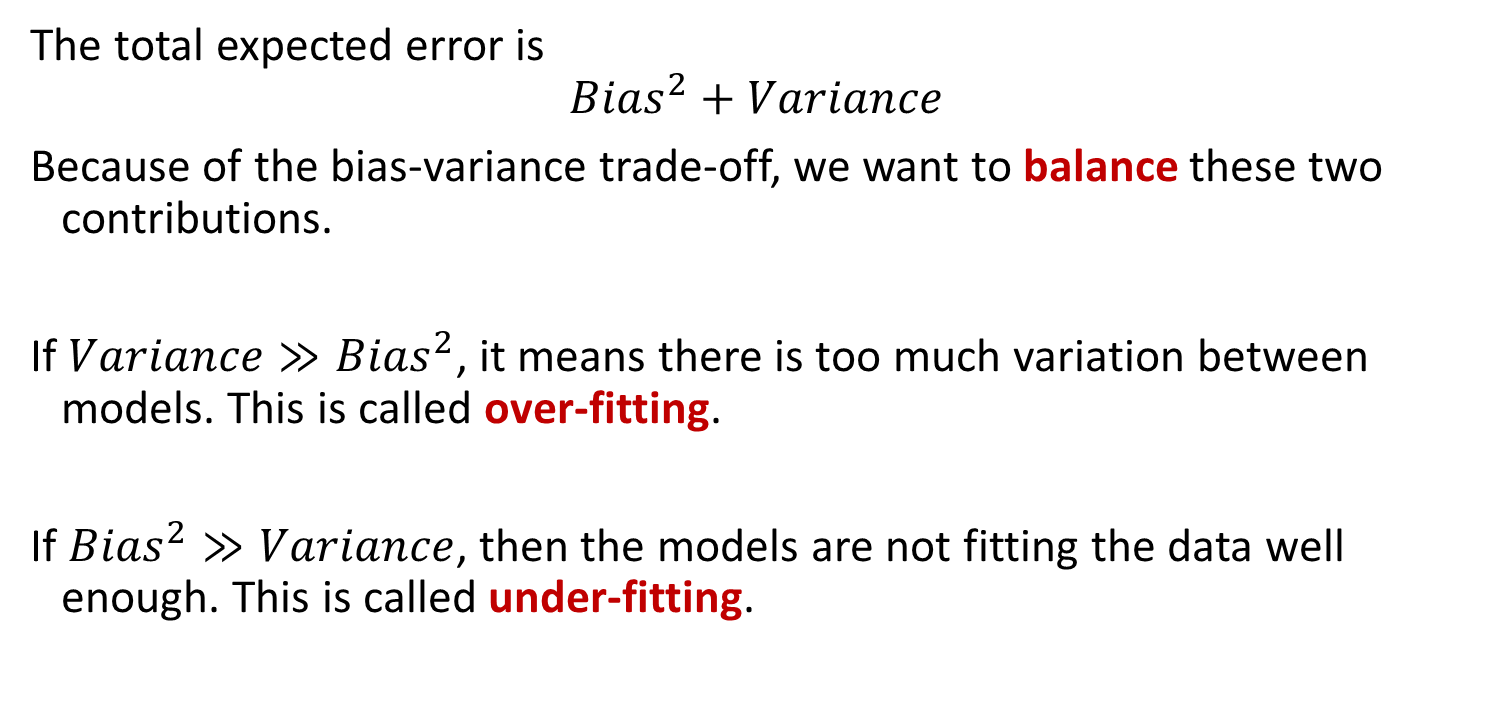 The total expected error is
Bias² + Variance
Because of the bias-variance trade-off, we want to balance these two
contributions.
If Variance ≫ Bias², it means there is too much variation between
models. This is called over-fitting.
If Bias² ≫ Variance, then the models are not fitting the data well
enough. This is called under-fitting.